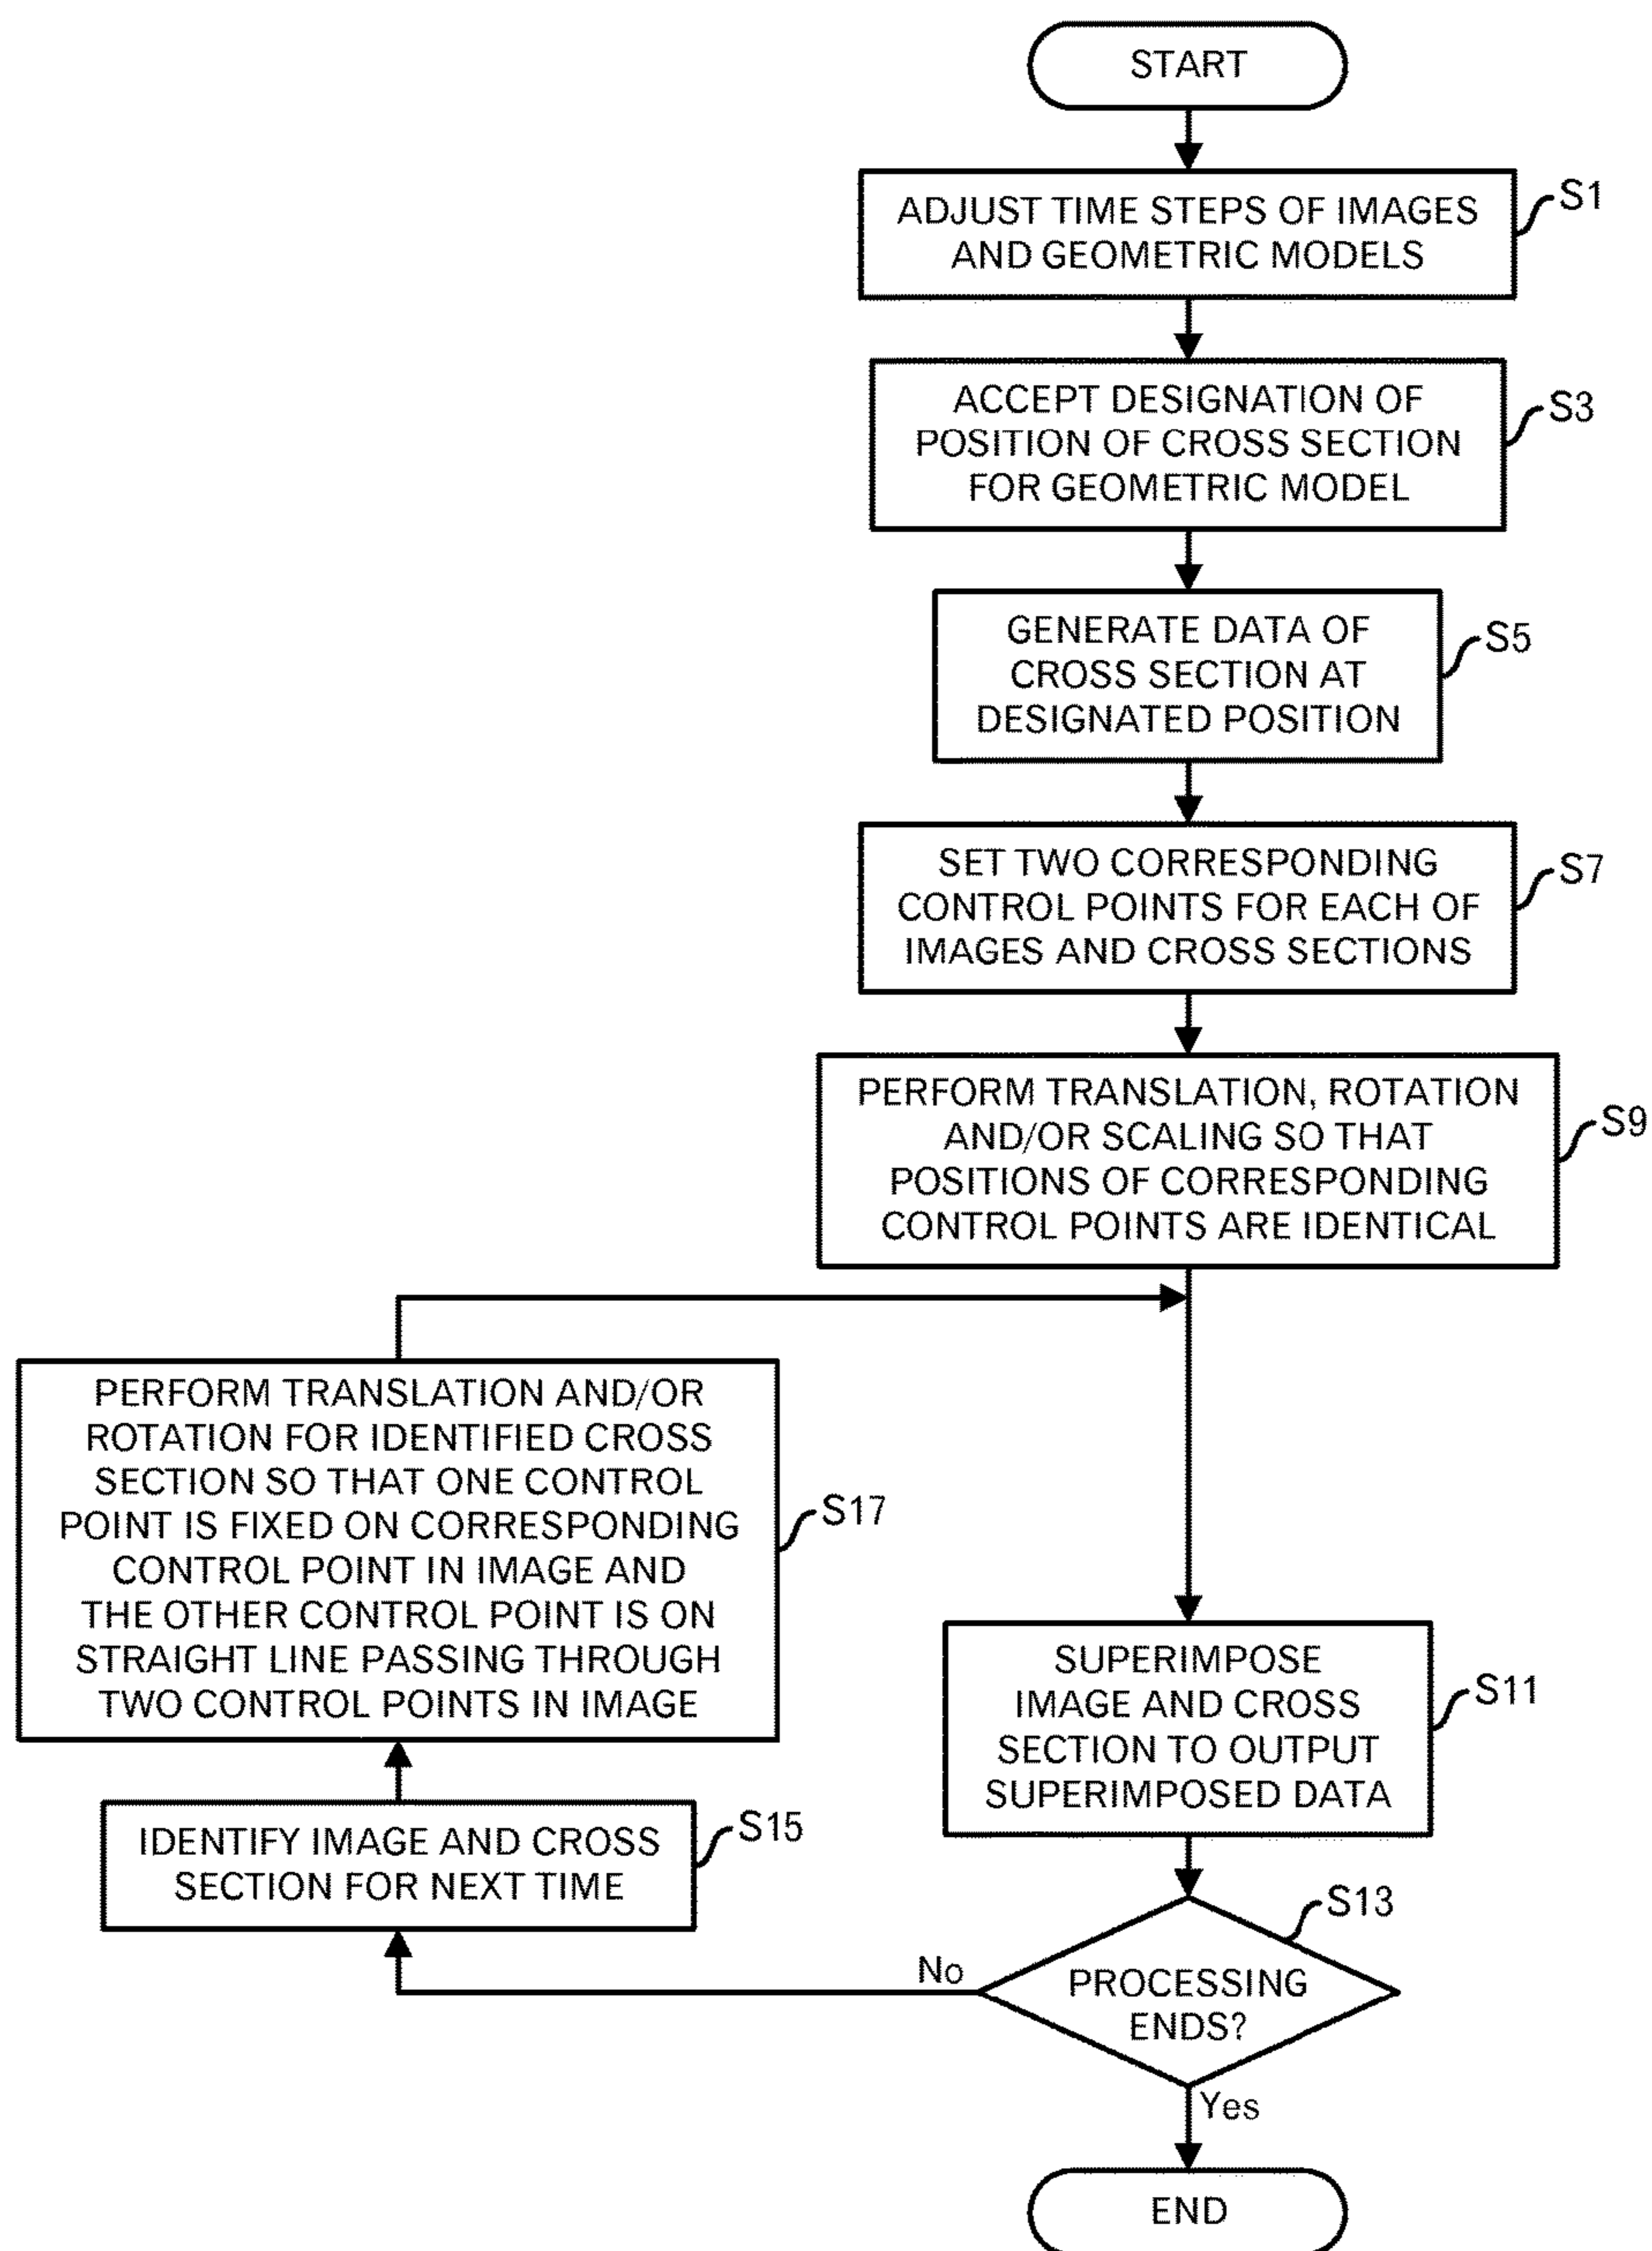 START
ADJUST TIME STEPS OF IMAGES
AND GEOMETRIC MODELS
S1
ACCEPT DESIGNATION OF
POSITION OF CROSS SECTION
FOR GEOMETRIC MODEL
S3
GENERATE DATA OF
CROSS SECTION AT
DESIGNATED POSITION
S5
SET TWO CORRESPONDING
CONTROL POINTS FOR EACH OF
IMAGES AND CROSS SECTIONS
S7
PERFORM TRANSLATION, ROTATION
AND/OR SCALING SO THAT
POSITIONS OF CORRESPONDING
CONTROL POINTS ARE IDENTICAL
S9
PERFORM TRANSLATION AND/OR
ROTATION FOR IDENTIFIED CROSS
SECTION SO THAT ONE CONTROL
POINT IS FIXED ON CORRESPONDING
CONTROL POINT IN IMAGE AND
THE OTHER CONTROL POINT IS ON
STRAIGHT LINE PASSING THROUGH
TWO CONTROL POINTS IN IMAGE
S17
SUPERIMPOSE
IMAGE AND CROSS
SECTION TO OUTPUT
SUPERIMPOSED DATA
S11
IDENTIFY IMAGE AND CROSS
SECTION FOR NEXT TIME
S15
S13
No
PROCESSING
ENDS?
Yes
END